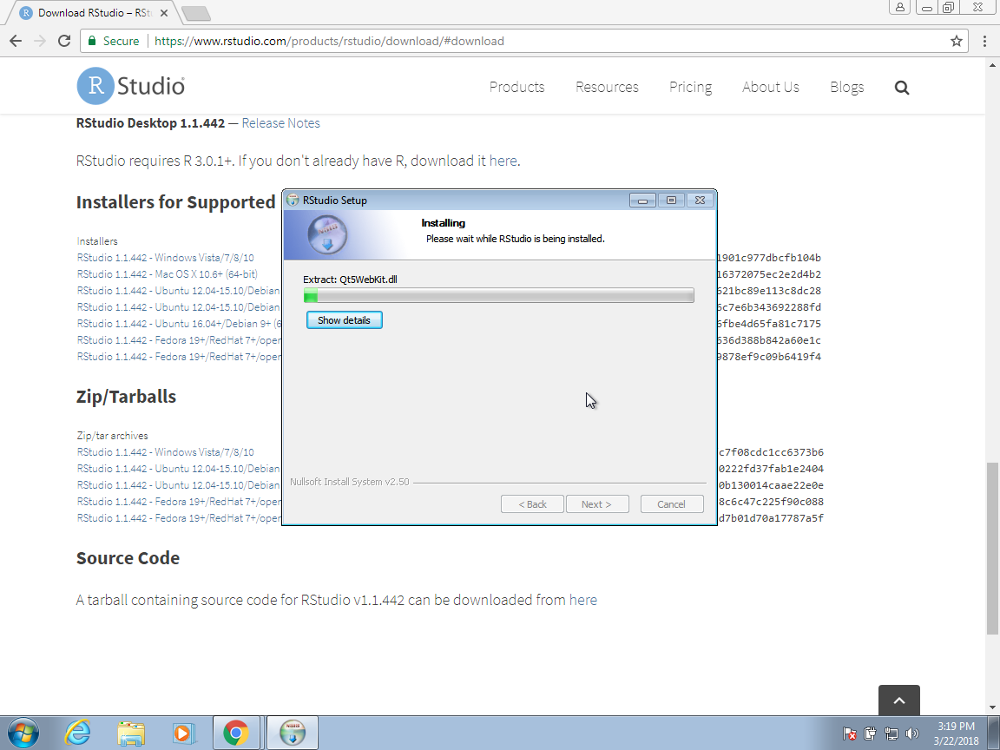 Download RStudio – RSt
Secure
https://www.rstudio.com/products/rstudio/download/#download
R Studio
Products
Resources
Pricing
About Us
Blogs
RStudio Desktop 1.1.442 — Release Notes
RStudio requires R 3.0.1+. If you don't already have R, download it here.
Installers for Supported
Installers
RStudio 1.1.442 - Windows Vista/7/8/10
1901c977dbcfb104b
RStudio 1.1.442 - Mac OS X 10.6+ (64-bit)
16372075ec2e2d4b2
RStudio 1.1.442 - Ubuntu 12.04-15.10/Debian
621bc89e113c8dc28
RStudio 1.1.442 - Ubuntu 12.04-15.10/Debian
6c7e6b343692288fd
RStudio 1.1.442 - Ubuntu 16.04+/Debian 9+ (6
6fbe4d65fa81c7175
RStudio 1.1.442 - Fedora 19+/RedHat 7+/oper
636d388b842a60e1c
RStudio 1.1.442 - Fedora 19+/RedHat 7+/oper
9878ef9c09b6419f4
RStudio Setup
Installing
Please wait while RStudio is being installed.
Extract: Qt5WebKit.dll
Show details
Nullsoft Install System v2.50
< Back
Next >
Cancel
Zip/Tarballs
Zip/tar archives
RStudio 1.1.442 - Windows Vista/7/8/10
c7f08cdc1cc6373b6
RStudio 1.1.442 - Ubuntu 12.04-15.10/Debian
0222fd37fab1e2404
RStudio 1.1.442 - Ubuntu 12.04-15.10/Debian
0b130014caae22e0e
RStudio 1.1.442 - Fedora 19+/RedHat 7+/oper
8c6c47c225f90c088
RStudio 1.1.442 - Fedora 19+/RedHat 7+/oper
d7b01d70a17787a5f
Source Code
A tarball containing source code for RStudio v1.1.442 can be downloaded from here
3:19 PM
3/22/2018